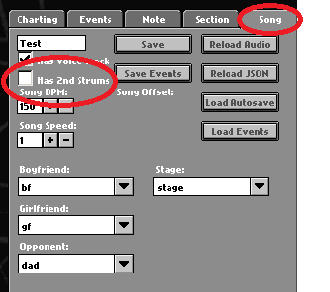 Charting Events Note Section Song
Test Save Reload Audio
Has Voice Track
Has 2nd Strums Save Events Reload JSON
Song BPM: Song Offset:
150 + - Load Autosave
Song Speed: Load Events
1 + -
Boyfriend: Stage:
bf stage
Girlfriend:
gf
Opponent:
dad